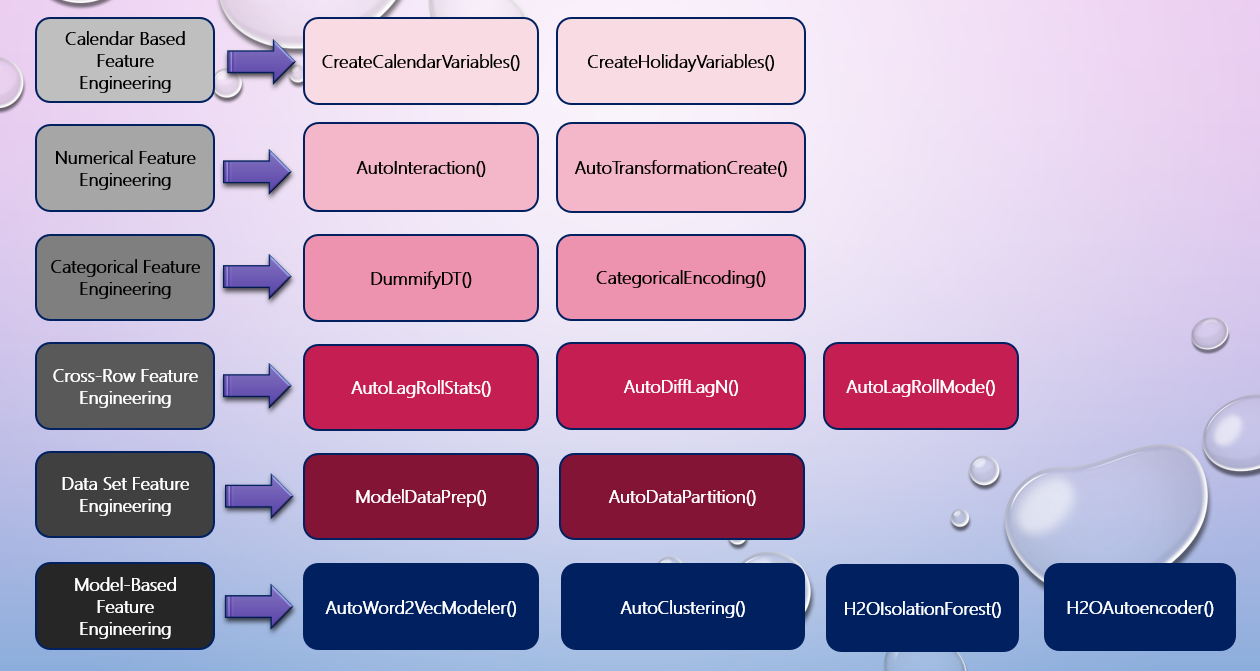 Calendar Based
Feature
Engineering
CreateCalendarVariables()
CreateHolidayVariables()
Numerical Feature
Engineering
AutoInteraction()
AutoTransformationCreate()
Categorical Feature
Engineering
DummifyDT()
CategoricalEncoding()
Cross-Row Feature
Engineering
AutoLagRollStats()
AutoDiffLagN()
AutoLagRollMode()
Data Set Feature
Engineering
ModelDataPrep()
AutoDataPartition()
Model-Based
Feature
Engineering
AutoWord2VecModeler()
AutoClustering()
H2OIsolationForest()
H2OAutoencoder()